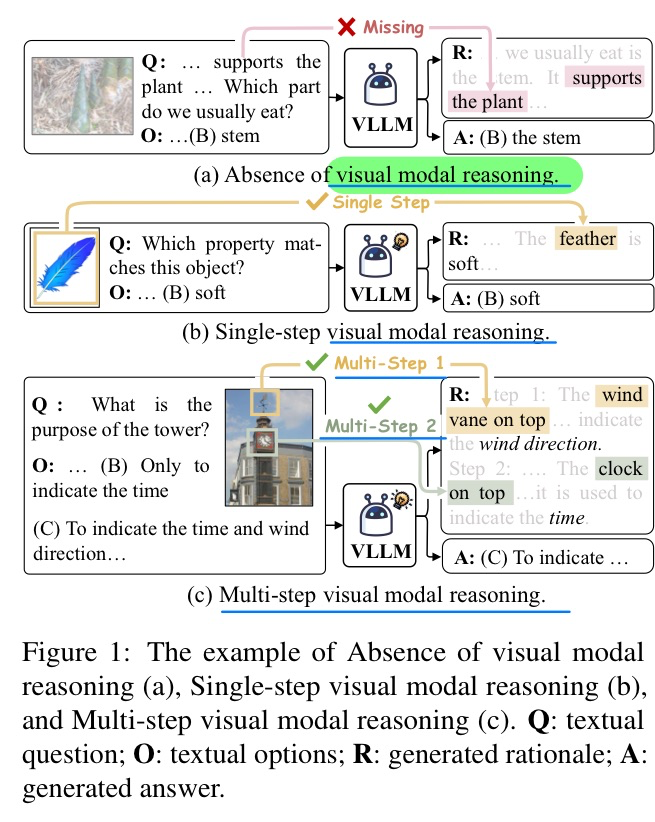 Missing
Q: … supports the
plant … Which part
do we usually eat?
O: …(B) stem
VLLM
R: … we usually eat is
the stem. It supports
the plant …
A: (B) the stem
(a) Absence of visual modal reasoning.
Single Step
Q: Which property mat-
ches this object?
O: … (B) soft
VLLM
R: … The feather is
soft…
A: (B) soft
(b) Single-step visual modal reasoning.
Multi-Step 1
Multi-Step 2
Q : What is the
purpose of the tower?
O: … (B) Only to
indicate the time
(C) To indicate the time and wind
direction…
VLLM
R: tep 1: The wind
vane on top … indicate
the wind direction.
Step 2: …. The clock
on top …it is used to
indicate the time.
A: (C) To indicate …
(c) Multi-step visual modal reasoning.
Figure 1: The example of Absence of visual modal
reasoning (a), Single-step visual modal reasoning (b),
and Multi-step visual modal reasoning (c). Q: textual
question; O: textual options; R: generated rationale; A:
generated answer.